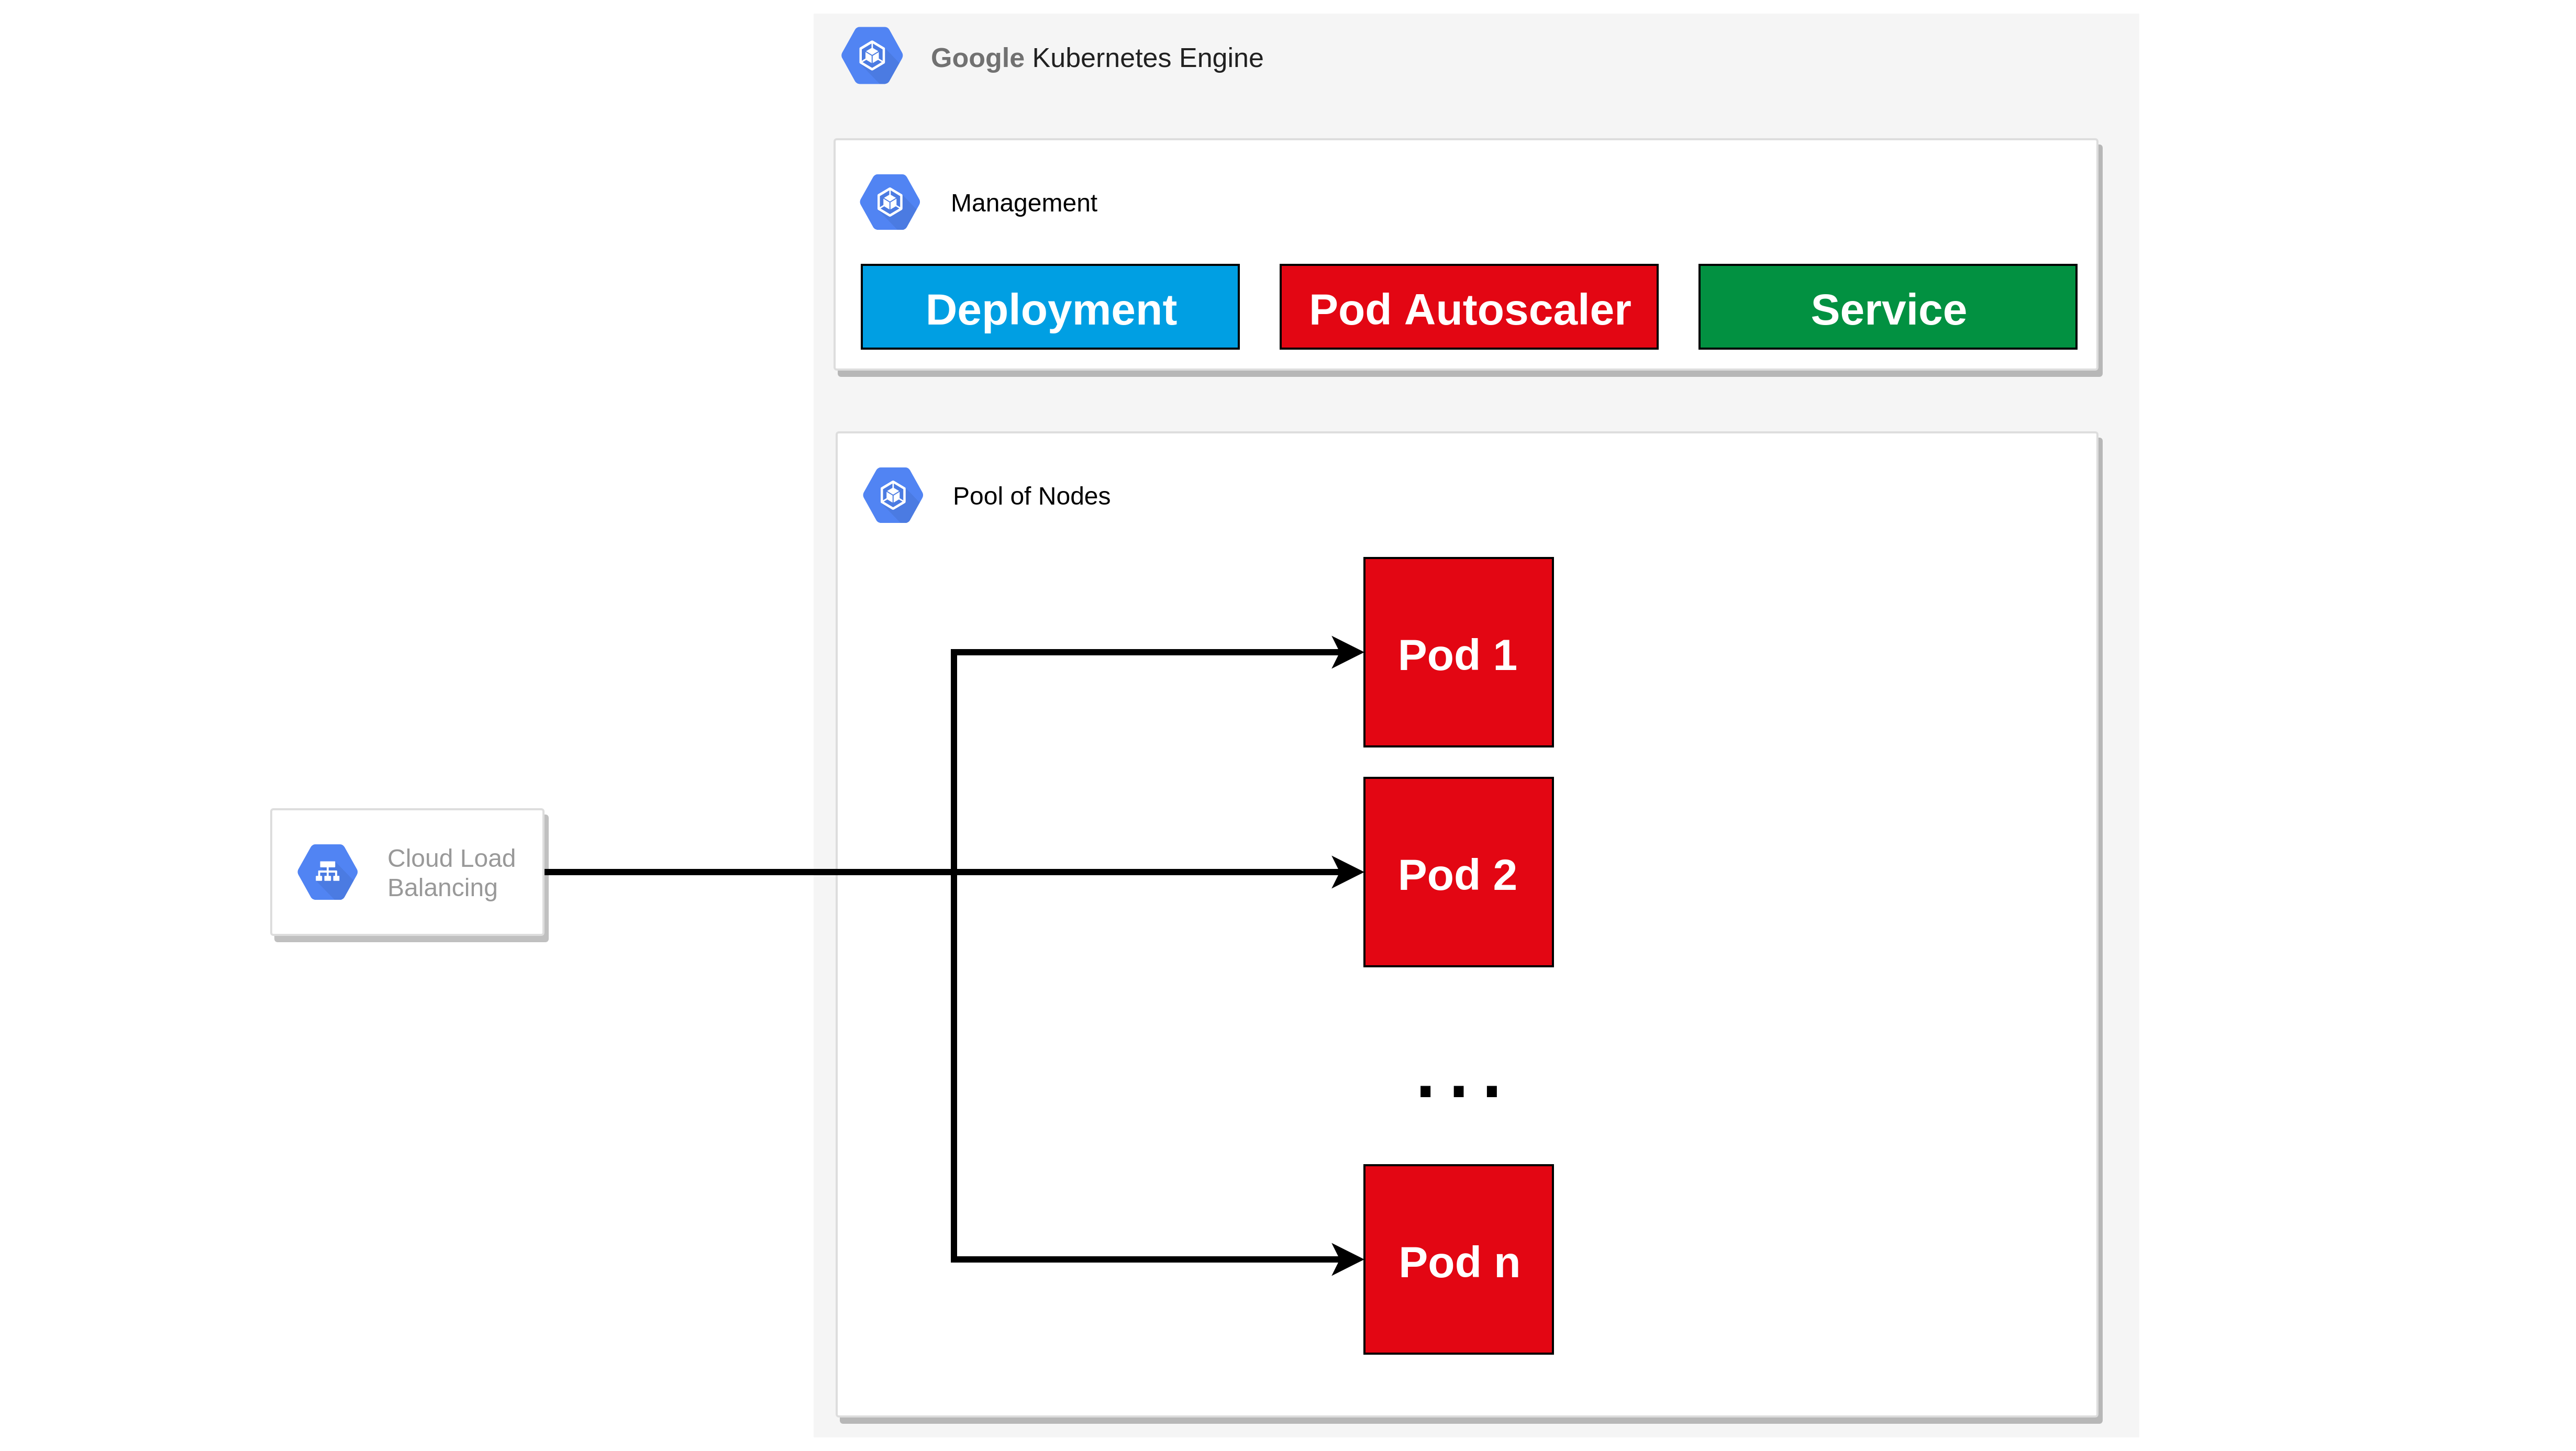 Google Kubernetes Engine
Management
Deployment
Pod Autoscaler
Service
Pool of Nodes
Pod 1
Cloud Load
Balancing
Pod 2
...
Pod n